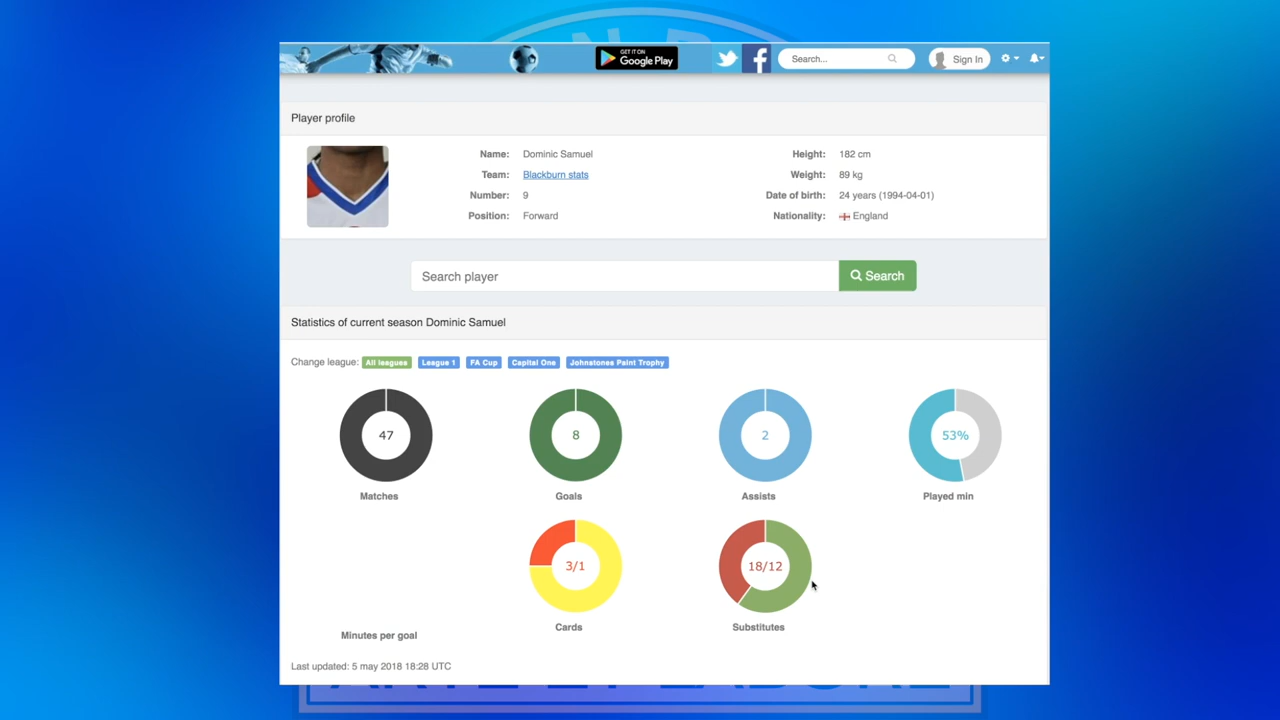 GET IT ON
Google Play
Search...
Sign In
Player profile
Name: Dominic Samuel
Height: 182 cm
Team: Blackburn stats
Weight: 89 kg
Number: 9
Date of birth: 24 years (1994-04-01)
Position: Forward
Nationality: England
Search player
Search
Statistics of current season Dominic Samuel
Change league: All leagues League 1 FA Cup Capital One Johnstones Paint Trophy
47
8
2
53%
Matches
Goals
Assists
Played min
3/1
18/12
Cards
Substitutes
Minutes per goal
Last updated: 5 may 2018 18:28 UTC